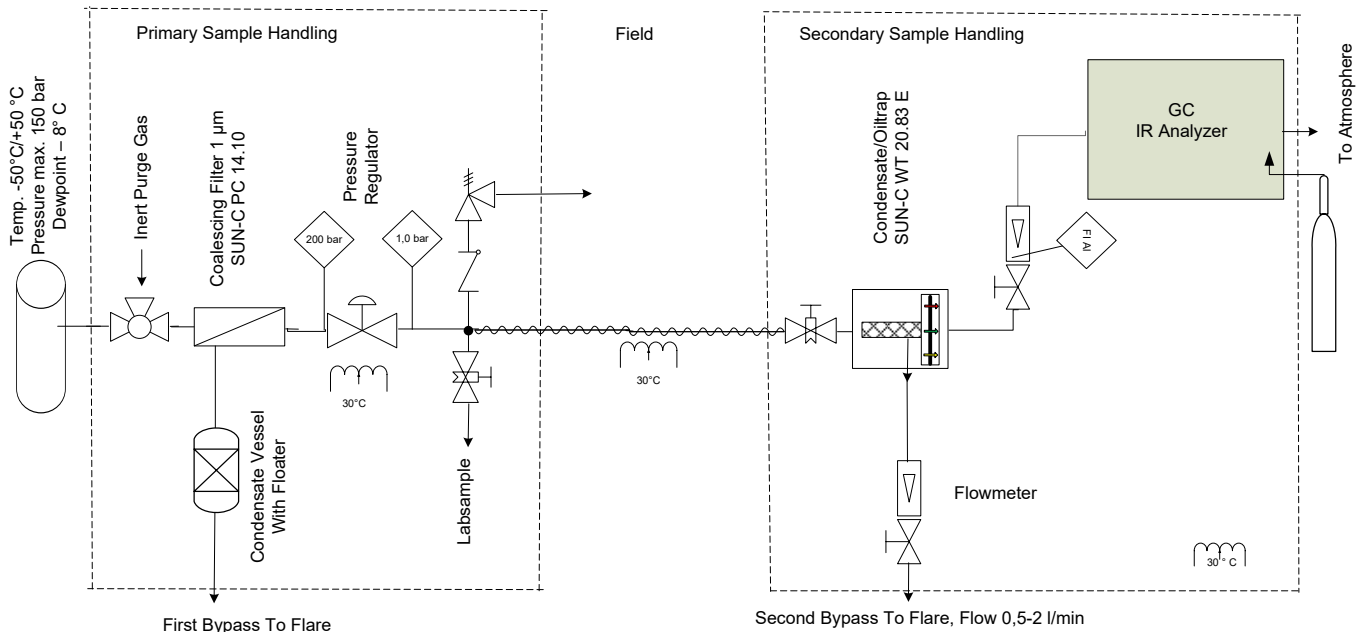 Primary Sample Handling
Field
Secondary Sample Handling
Temp. -50°C/+50 °C
Pressure max. 150 bar
Dewpoint – 8° C
Inert Purge Gas
Coalescing Filter 1 µm
SUN-C PC 14.10
Pressure
Regulator
200 bar
1,0 bar
30°C
Labsample
Condensate Vessel
With Floater
First Bypass To Flare
30°C
Condensate/Oiltrap
SUN-C WT 20.83 E
GC
IR Analyzer
To Atmosphere
FI AI
Flowmeter
30 ° C
Second Bypass To Flare, Flow 0,5-2 l/min